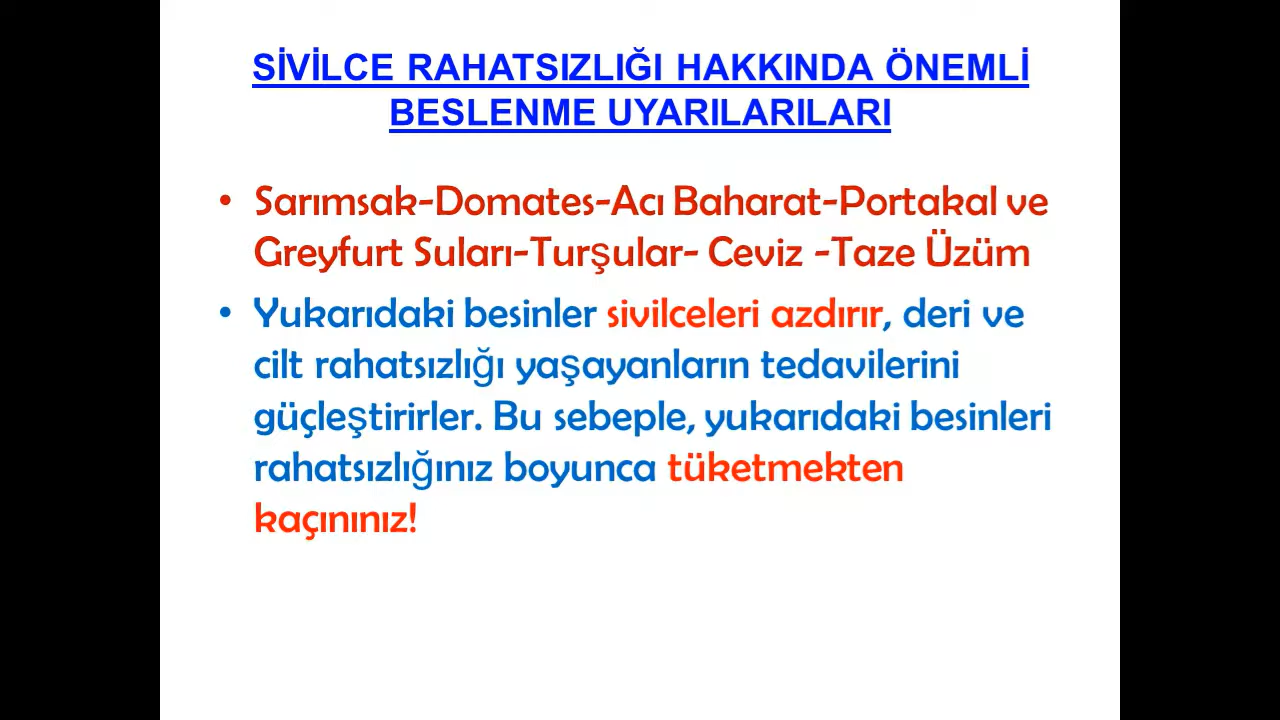 SİVİLCE RAHATSIZLIĞI HAKKINDA ÖNEMLİ
BESLENME UYARILARILARI
• Sarımsak-Domates-Acı Baharat-Portakal ve
Greyfurt Suları-Turşular- Ceviz -Taze Üzüm
• Yukarıdaki besinler sivilceleri azdırır, deri ve
cilt rahatsızlığı yaşayanların tedavilerini
güçleştirirler. Bu sebeple, yukarıdaki besinleri
rahatsızlığınız boyunca tüketmekten
kaçınınız!